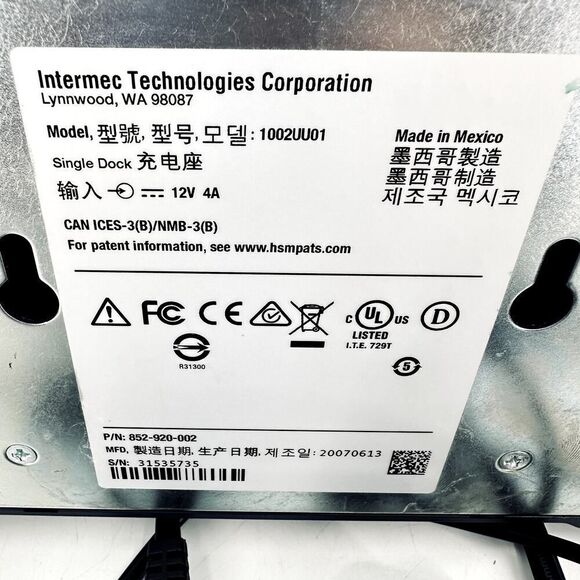 Intermec Technologies Corporation
Lynnwood, WA 98087
Model, 型號, 型号, 모델: 1002UU01
Single Dock 充电座
输入 12V 4A
Made in Mexico
墨西哥製造
墨西哥制造
제조국 멕시코
CAN ICES-3(B)/NMB-3(B)
For patent information, see www.hsmpats.com.
FC CE
C UL US
LISTED
I.T.E. 729T
D
R31300
5
P/N: 852-920-002
MFD, 製造日期, 生产日期, 제조일: 20070613
S/N: 31535735